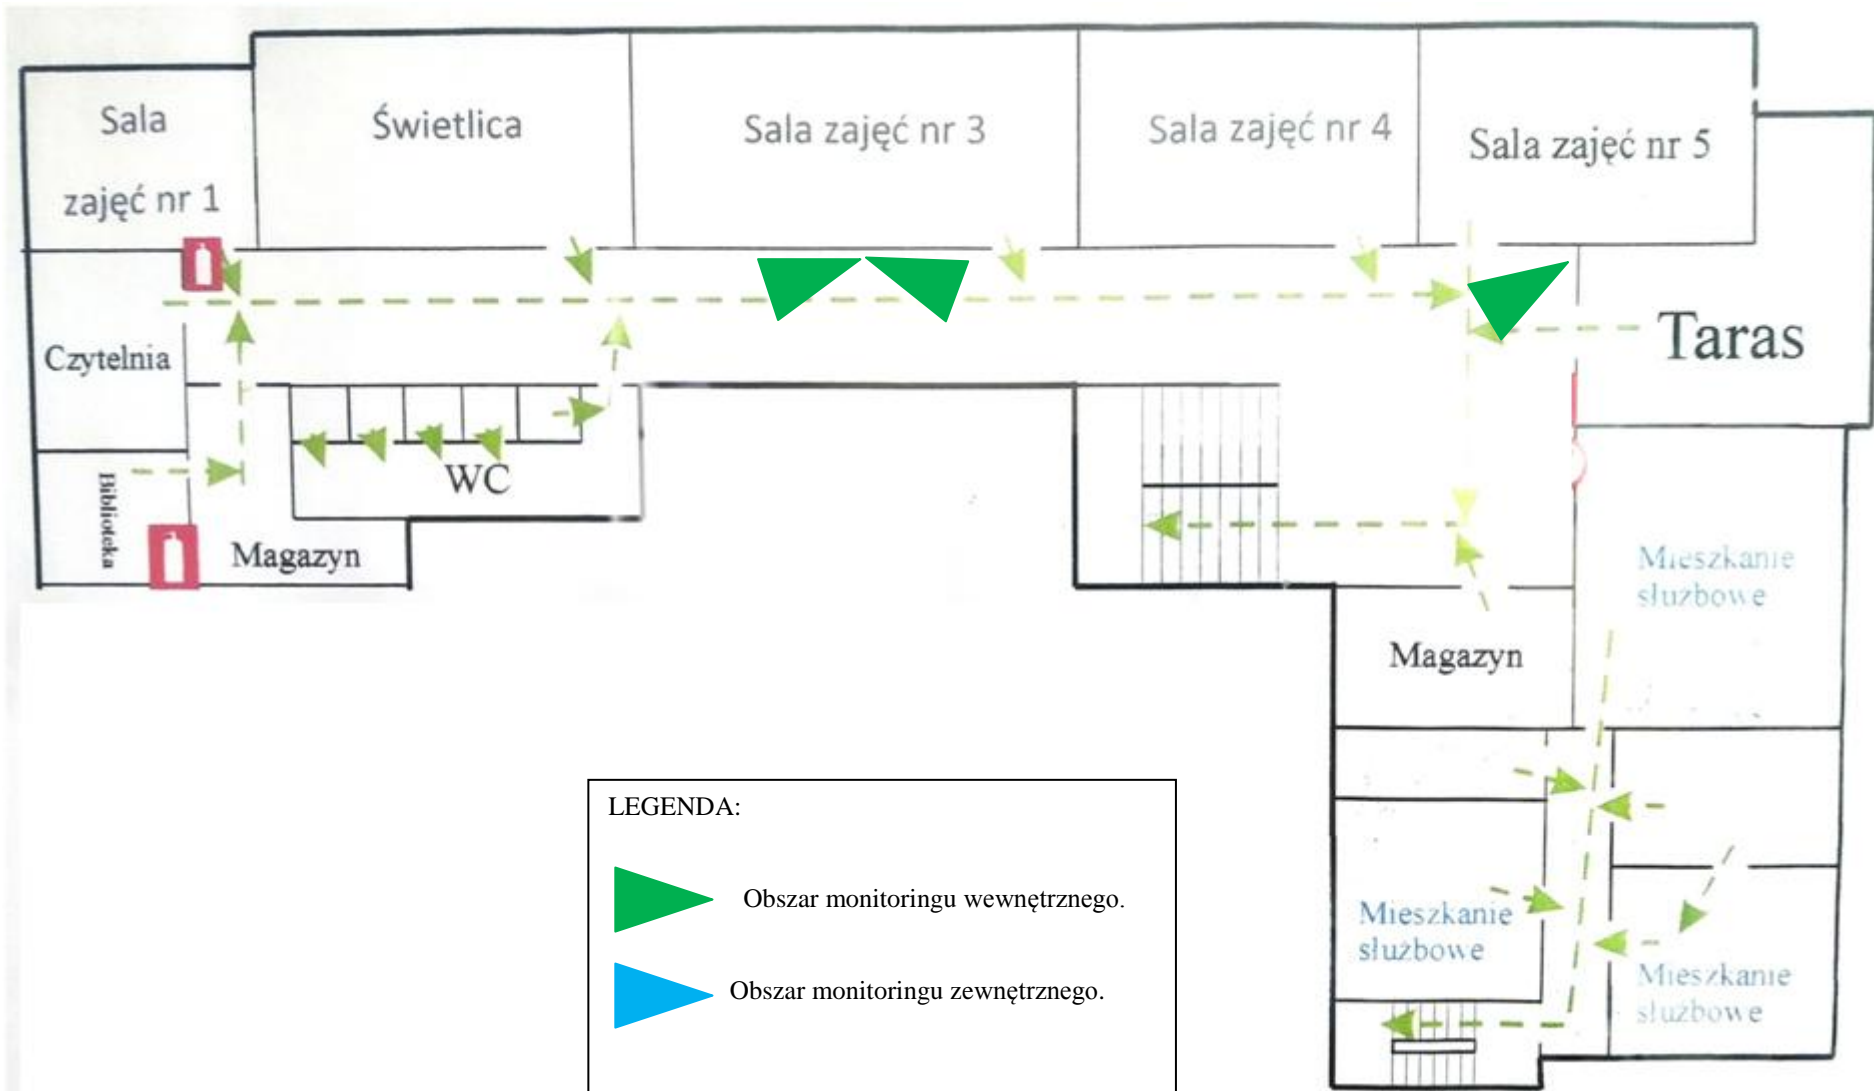 Sala
zajęć nr 1
Świetlica
Sala zajęć nr 3
Sala zajęć nr 4
Sala zajęć nr 5
Czytelnia
Taras
Biblioteka
WC
Magazyn
Mieszkanie
służbowe
Magazyn
LEGENDA:
Obszar monitoringu wewnętrznego.
Obszar monitoringu zewnętrznego.
Mieszkanie
służbowe
Mieszkanie
służbowe